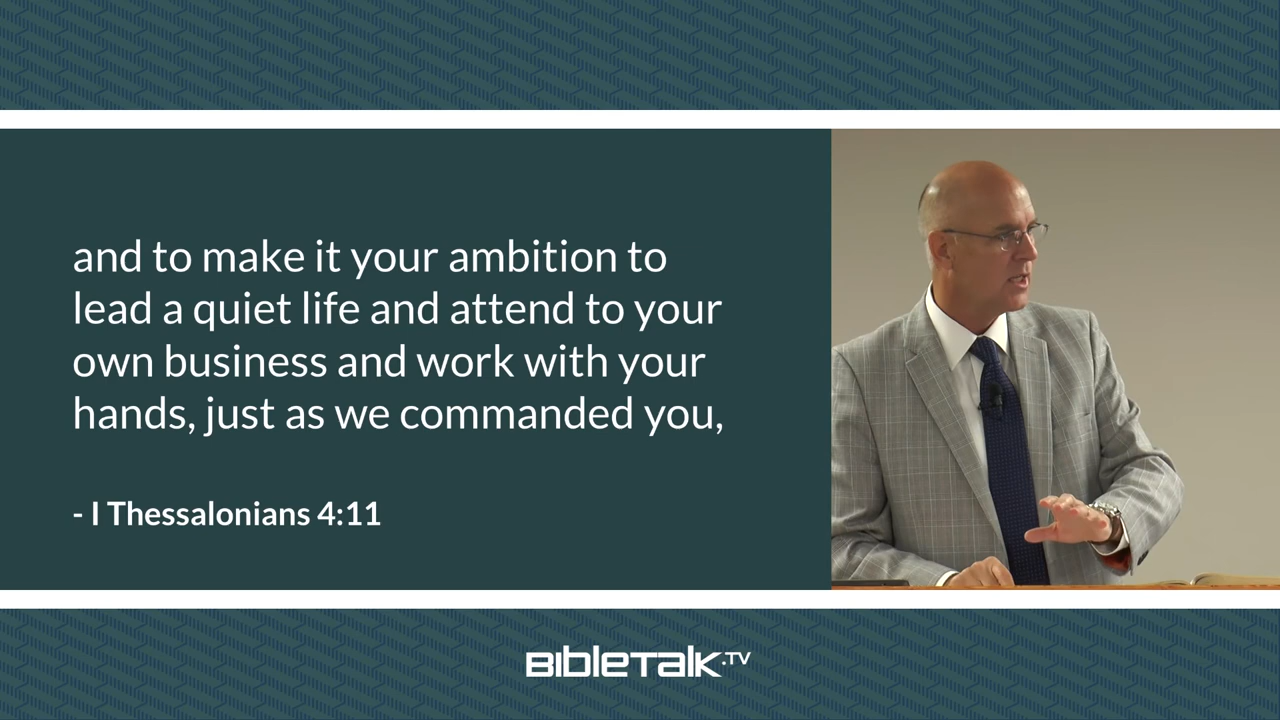 and to make it your ambition to
lead a quiet life and attend to your
own business and work with your
hands, just as we commanded you,
- I Thessalonians 4:11
BIBLETALK.TV